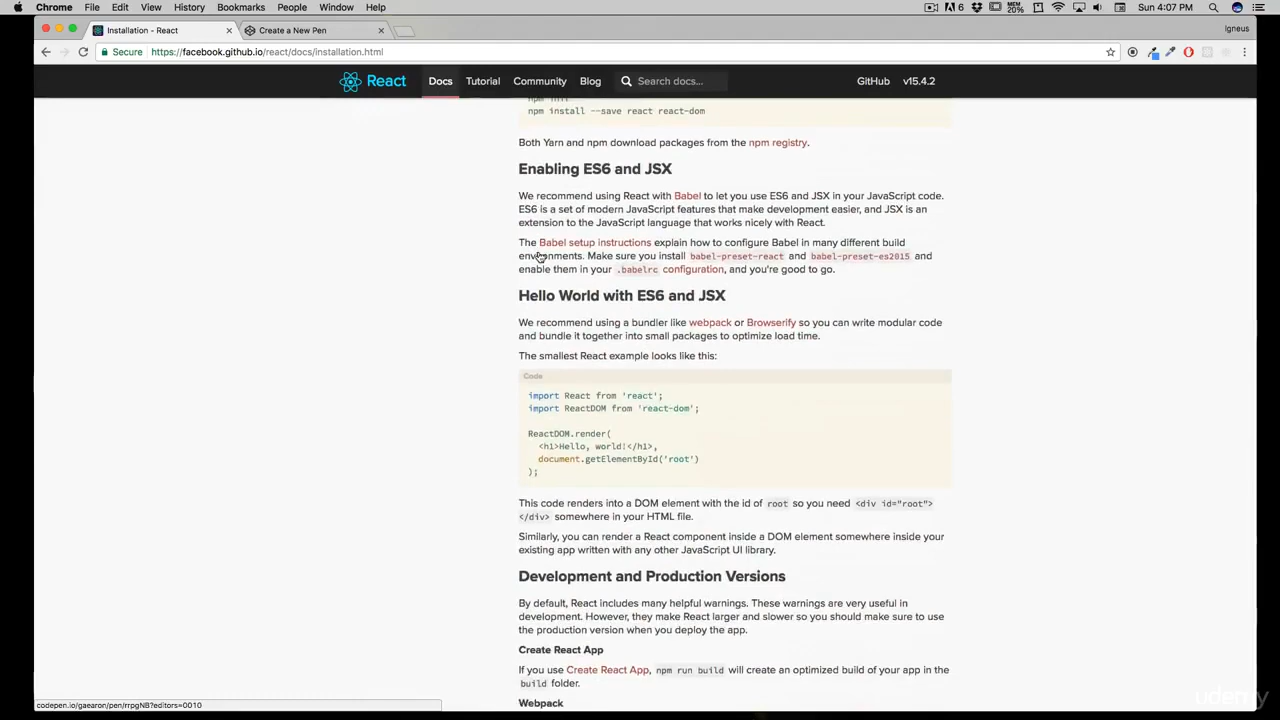 Chrome File Edit View History Bookmarks People Window Help
6 MEM 20% Sun 4:07 PM
Installation - React
Create a New Pen
Igneus
Secure https://facebook.github.io/react/docs/installation.html
React Docs Tutorial Community Blog Search docs... GitHub v15.4.2
npm init
npm install --save react react-dom
Both Yarn and npm download packages from the npm registry.
Enabling ES6 and JSX
We recommend using React with Babel to let you use ES6 and JSX in your JavaScript code.
ES6 is a set of modern JavaScript features that make development easier, and JSX is an
extension to the JavaScript language that works nicely with React.
The Babel setup instructions explain how to configure Babel in many different build
environments. Make sure you install babel-preset-react and babel-preset-es2015 and
enable them in your .babelrc configuration, and you're good to go.
Hello World with ES6 and JSX
We recommend using a bundler like webpack or Browserify so you can write modular code
and bundle it together into small packages to optimize load time.
The smallest React example looks like this:
Code
import React from 'react';
import ReactDOM from 'react-dom';
ReactDOM.render(
<h1>Hello, world!</h1>,
document.getElementById('root')
);
This code renders into a DOM element with the id of root so you need <div id="root">
</div> somewhere in your HTML file.
Similarly, you can render a React component inside a DOM element somewhere inside your
existing app written with any other JavaScript UI library.
Development and Production Versions
By default, React includes many helpful warnings. These warnings are very useful in
development. However, they make React larger and slower so you should make sure to use
the production version when you deploy the app.
Create React App
If you use Create React App, npm run build will create an optimized build of your app in the
build folder.
Webpack
codepen.io/gaearon/pen/rrpgNB?editors=0010
udemy